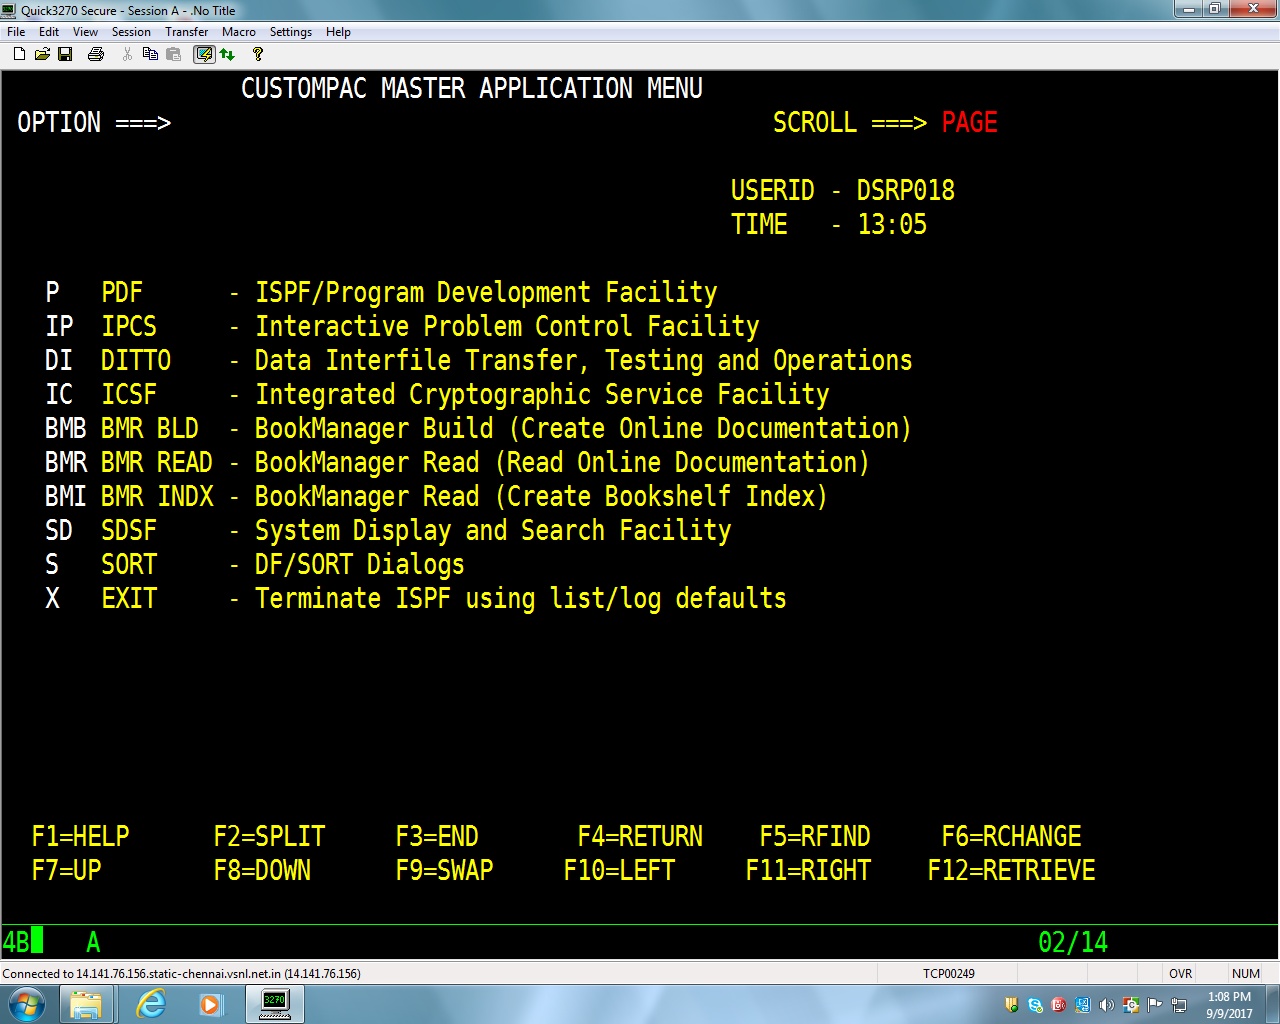 Quick3270 Secure - Session A - .No Title
File Edit View Session Transfer Macro Settings Help
CUSTOMPAC MASTER APPLICATION MENU
OPTION ===> SCROLL ===> PAGE
USERID - DSRP018
TIME - 13:05
P PDF - ISPF/Program Development Facility
IP IPCS - Interactive Problem Control Facility
DI DITTO - Data Interfile Transfer, Testing and Operations
IC ICSF - Integrated Cryptographic Service Facility
BMB BMR BLD - BookManager Build (Create Online Documentation)
BMR BMR READ - BookManager Read (Read Online Documentation)
BMI BMR INDX - BookManager Read (Create Bookshelf Index)
SD SDSF - System Display and Search Facility
S SORT - DF/SORT Dialogs
X EXIT - Terminate ISPF using list/log defaults
F1=HELP F2=SPLIT F3=END F4=RETURN F5=RFIND F6=RCHANGE
F7=UP F8=DOWN F9=SWAP F10=LEFT F11=RIGHT F12=RETRIEVE
4B A 02/14
Connected to 14.141.76.156.static-chennai.vsnl.net.in (14.141.76.156) TCP00249 OVR NUM
3270
1:08 PM
9/9/2017